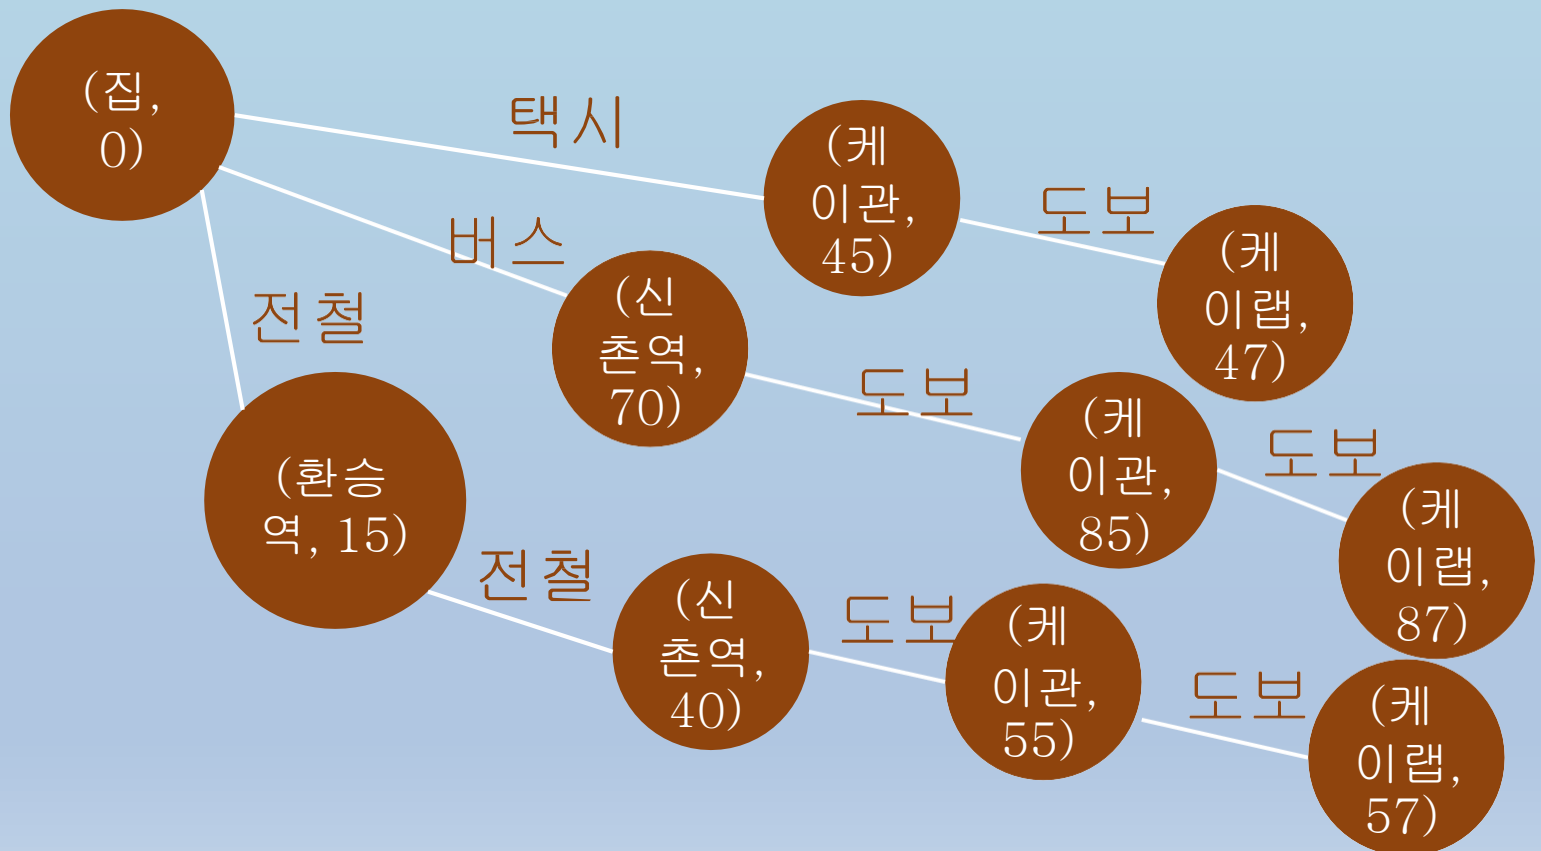 (집,
0)
택시
(케
이관,
45)
도보
(케
이랩,
47)
버스
(신
촌역,
70)
도보
(케
이관,
85)
도보
(케
이랩,
87)
전철
(환승
역, 15)
전철
(신
촌역,
40)
도보
(케
이관,
55)
도보
(케
이랩,
57)